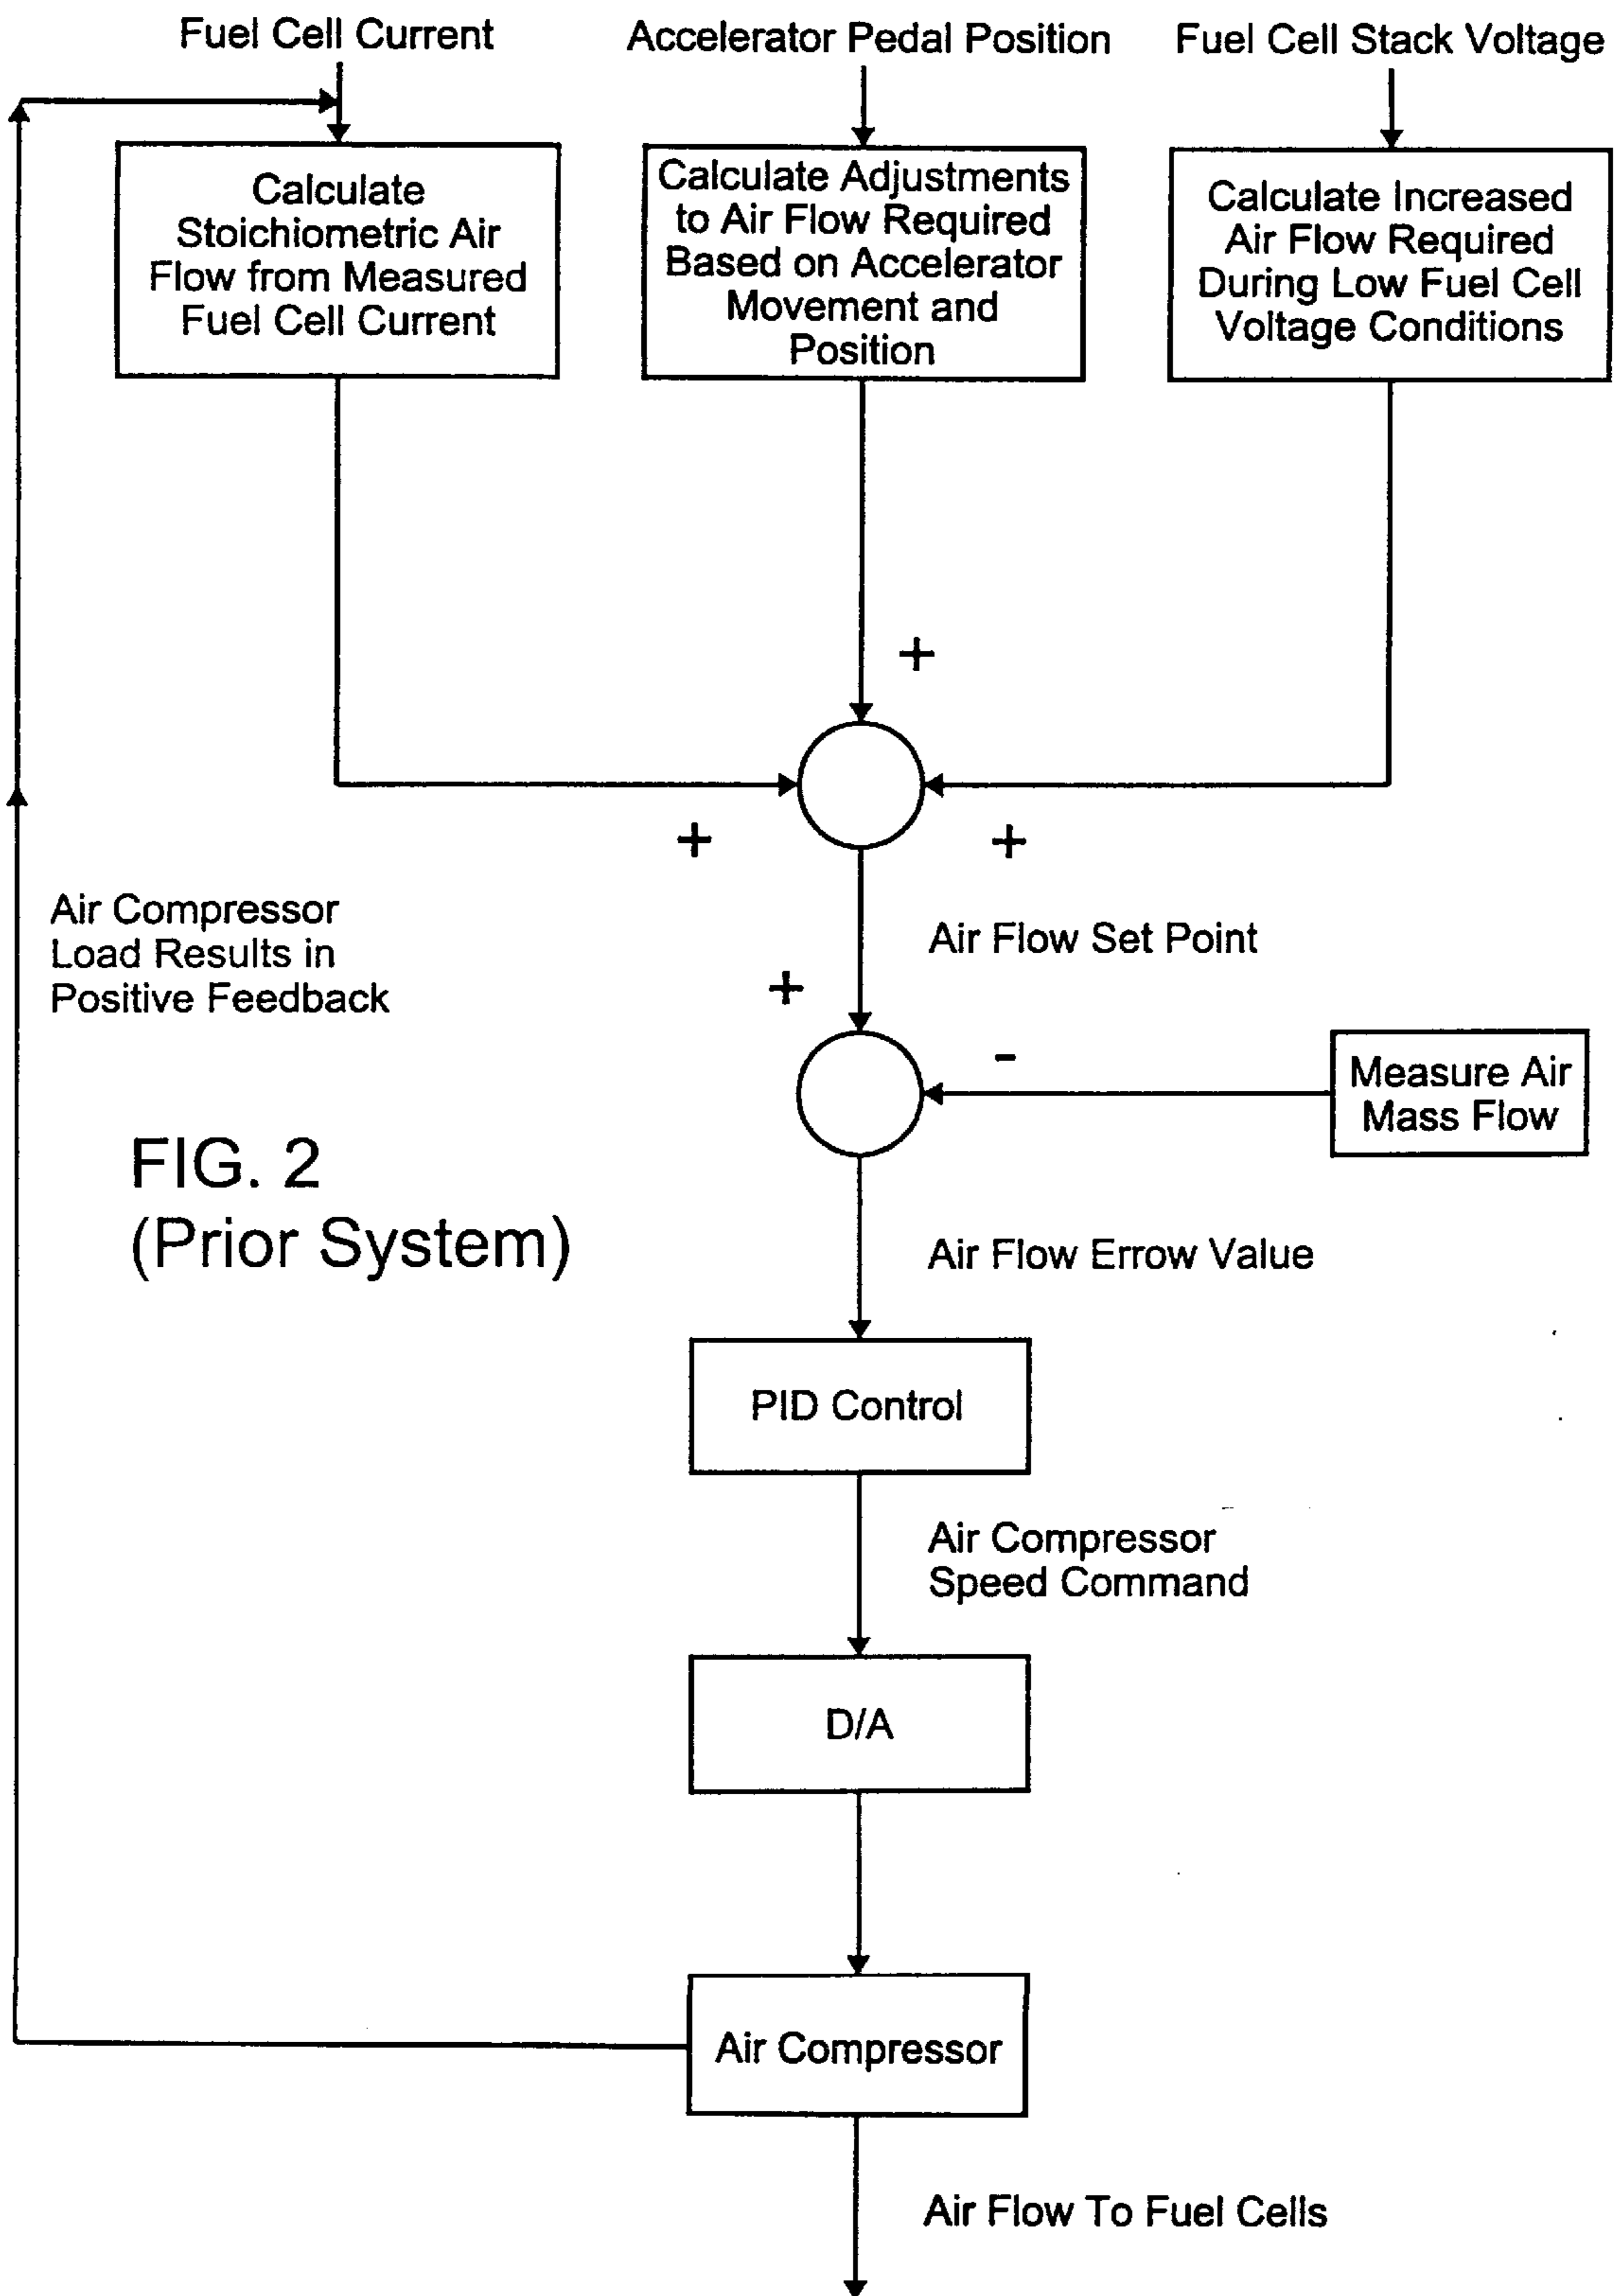 Fuel Cell Current
Accelerator Pedal Position
Fuel Cell Stack Voltage
Calculate
Stoichiometric Air
Flow from Measured
Fuel Cell Current
Calculate Adjustments
to Air Flow Required
Based on Accelerator
Movement and
Position
Calculate Increased
Air Flow Required
During Low Fuel Cell
Voltage Conditions
+
+
+
Air Compressor
Load Results in
Positive Feedback
Air Flow Set Point
+
-
Measure Air
Mass Flow
FIG. 2
(Prior System)
Air Flow Errow Value
PID Control
Air Compressor
Speed Command
D/A
Air Compressor
Air Flow To Fuel Cells